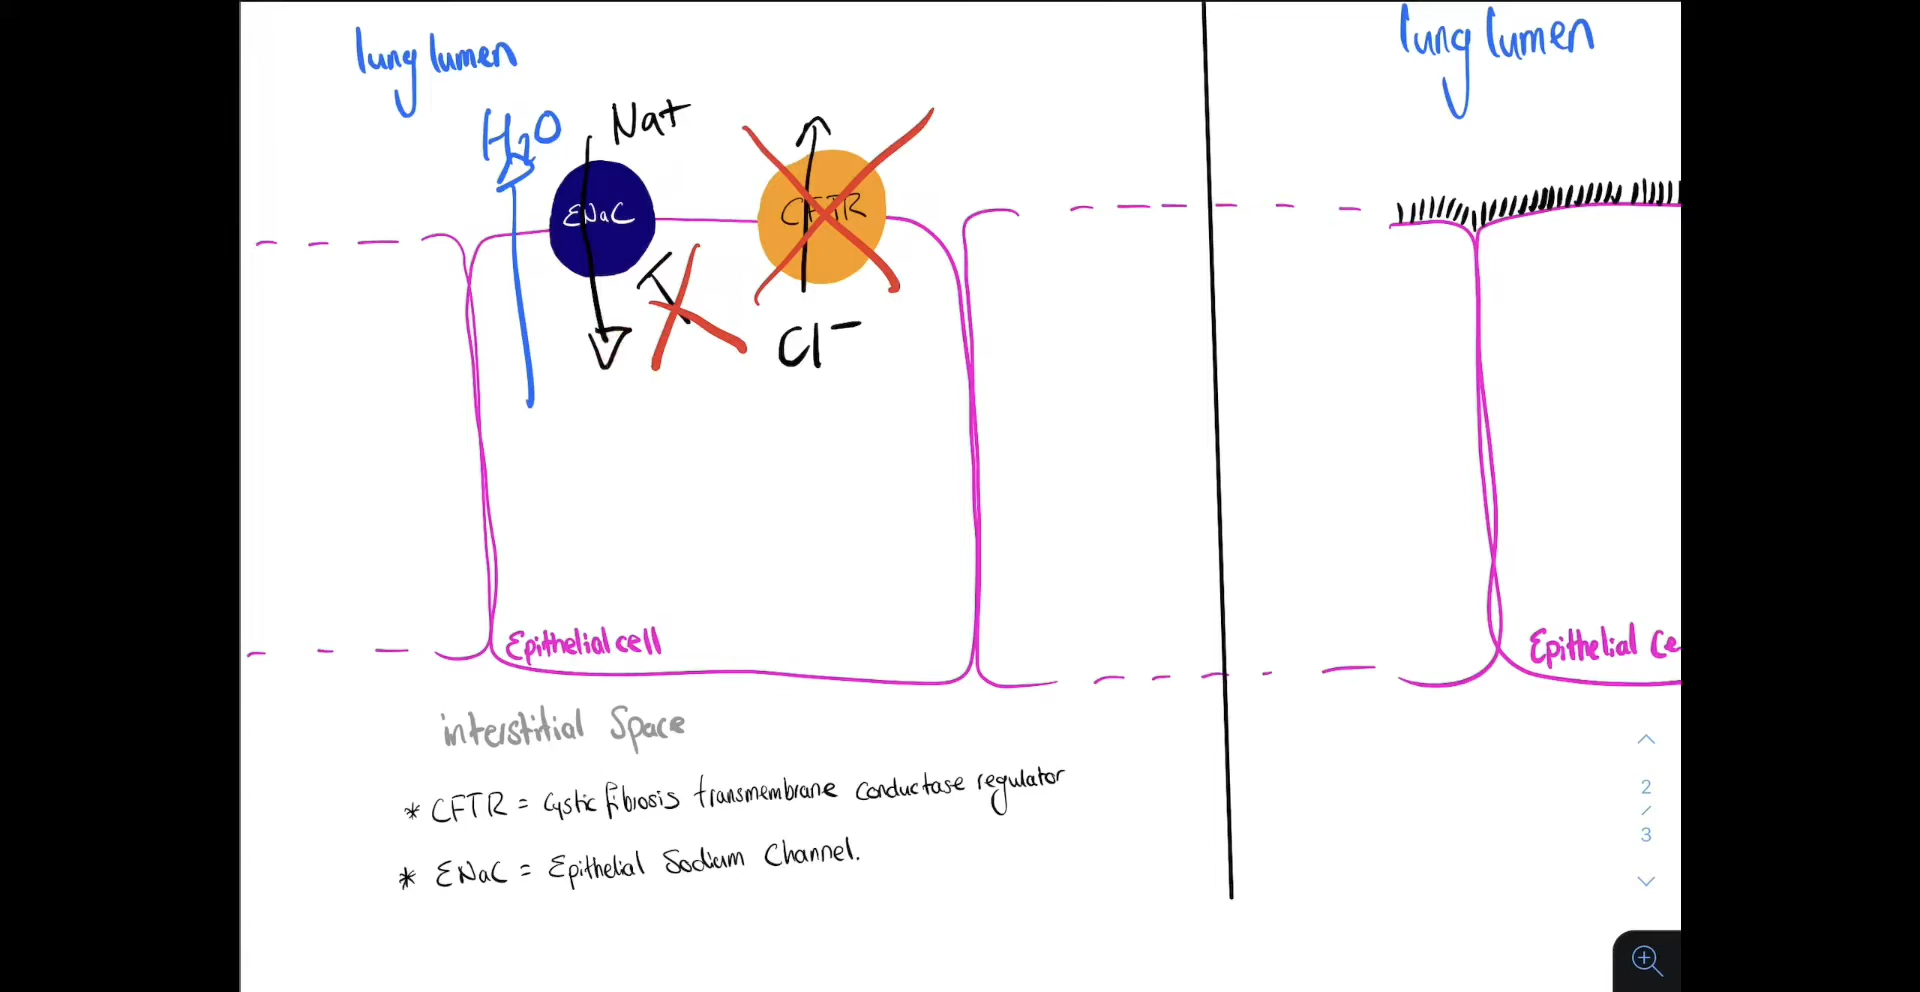 lung lumen
lung lumen
H2O
Na+
ENaC
CFTR
Cl-
Epithelial cell
Epithelial Ce
interstitial Space
* CFTR = Cystic fibrosis transmembrane conductase regulator
* ENaC = Epithelial Sodium Channel.
2
/
3